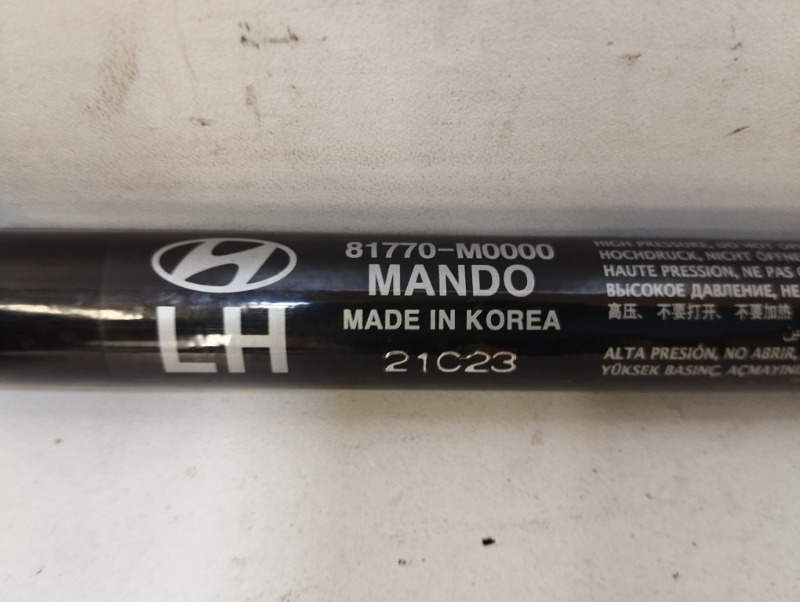 81770-M0000
MANDO
MADE IN KOREA
21C23
LH
HIGH PRESSURE, DO NOT
HOCHDRUCK, NICHT ÖFFNE
HAUTE PRESSION, NE PAS
ВЫСОКОЕ ДАВЛЕНИЕ, НЕ
高压、不要打开、不要加热
ALTA PRESIÓN, NO ABRIR,
YÜKSEK BASINÇ, AÇMAYINI